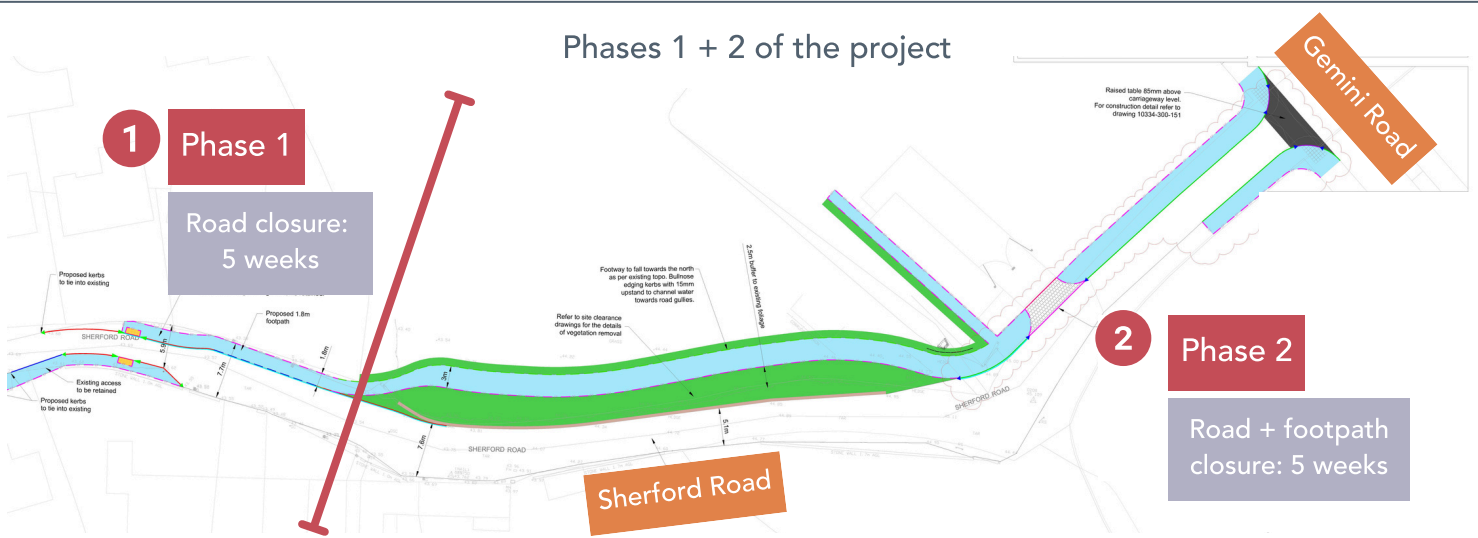 Phases 1 + 2 of the project
Gemini Road
Raised table 85mm above
carriageway level.
For construction detail refer to
drawing 10334-300-151
1
Phase 1
Road closure:
5 weeks
Proposed kerbs
to tie into existing
Proposed 1.8m
footpath
SHERFORD ROAD
5.9m
7.7m
1.8m
Existing access
to be retained
Proposed kerbs
to tie into existing
Footway to fall towards the north
as per existing topo. Bullnose
edging kerbs with 15mm
upstand to channel water
towards road gullies.
2.5m buffer to existing foliage
Refer to site clearance
drawings for the details
of vegetation removal
3m
SHERFORD ROAD
7.6m
5.1m
SHERFORD ROAD
Sherford Road
2
Phase 2
Road + footpath
closure: 5 weeks